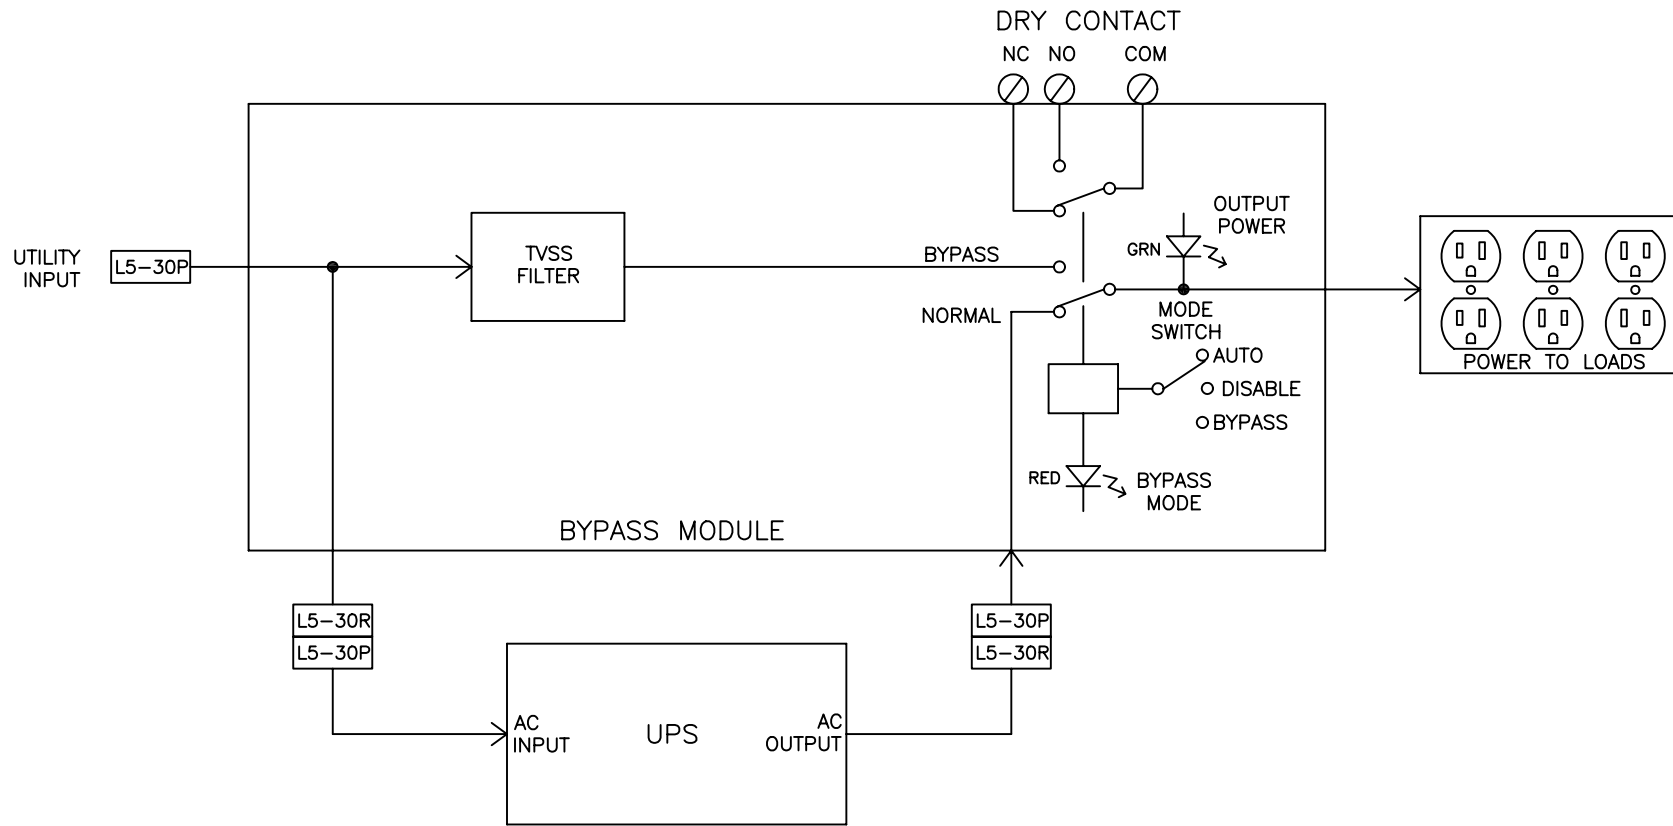 DRY CONTACT
NC NO COM
UTILITY
INPUT
L5-30P
TVSS
FILTER
BYPASS
NORMAL
OUTPUT
POWER
GRN
MODE
SWITCH
AUTO
DISABLE
BYPASS
RED
BYPASS
MODE
POWER TO LOADS
BYPASS MODULE
L5-30R
L5-30P
L5-30P
L5-30R
AC
INPUT
UPS
AC
OUTPUT